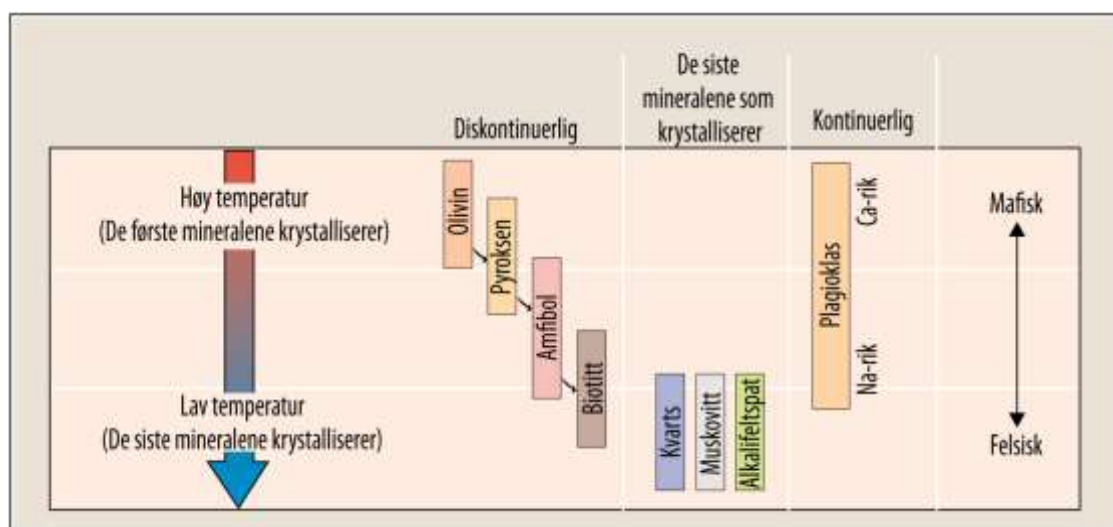 De siste
mineralene som
krystalliserer
Diskontinuerlig
Kontinuerlig
Høy temperatur
(De første mineralene krystalliserer)
Lav temperatur
(De siste mineralene krystalliserer)
Olivin
Pyroksen
Amfibol
Biotitt
Kvarts
Muskovitt
Alkalifeltspat
Plagioklas
Ca-rik
Na-rik
Mafisk
Felsisk